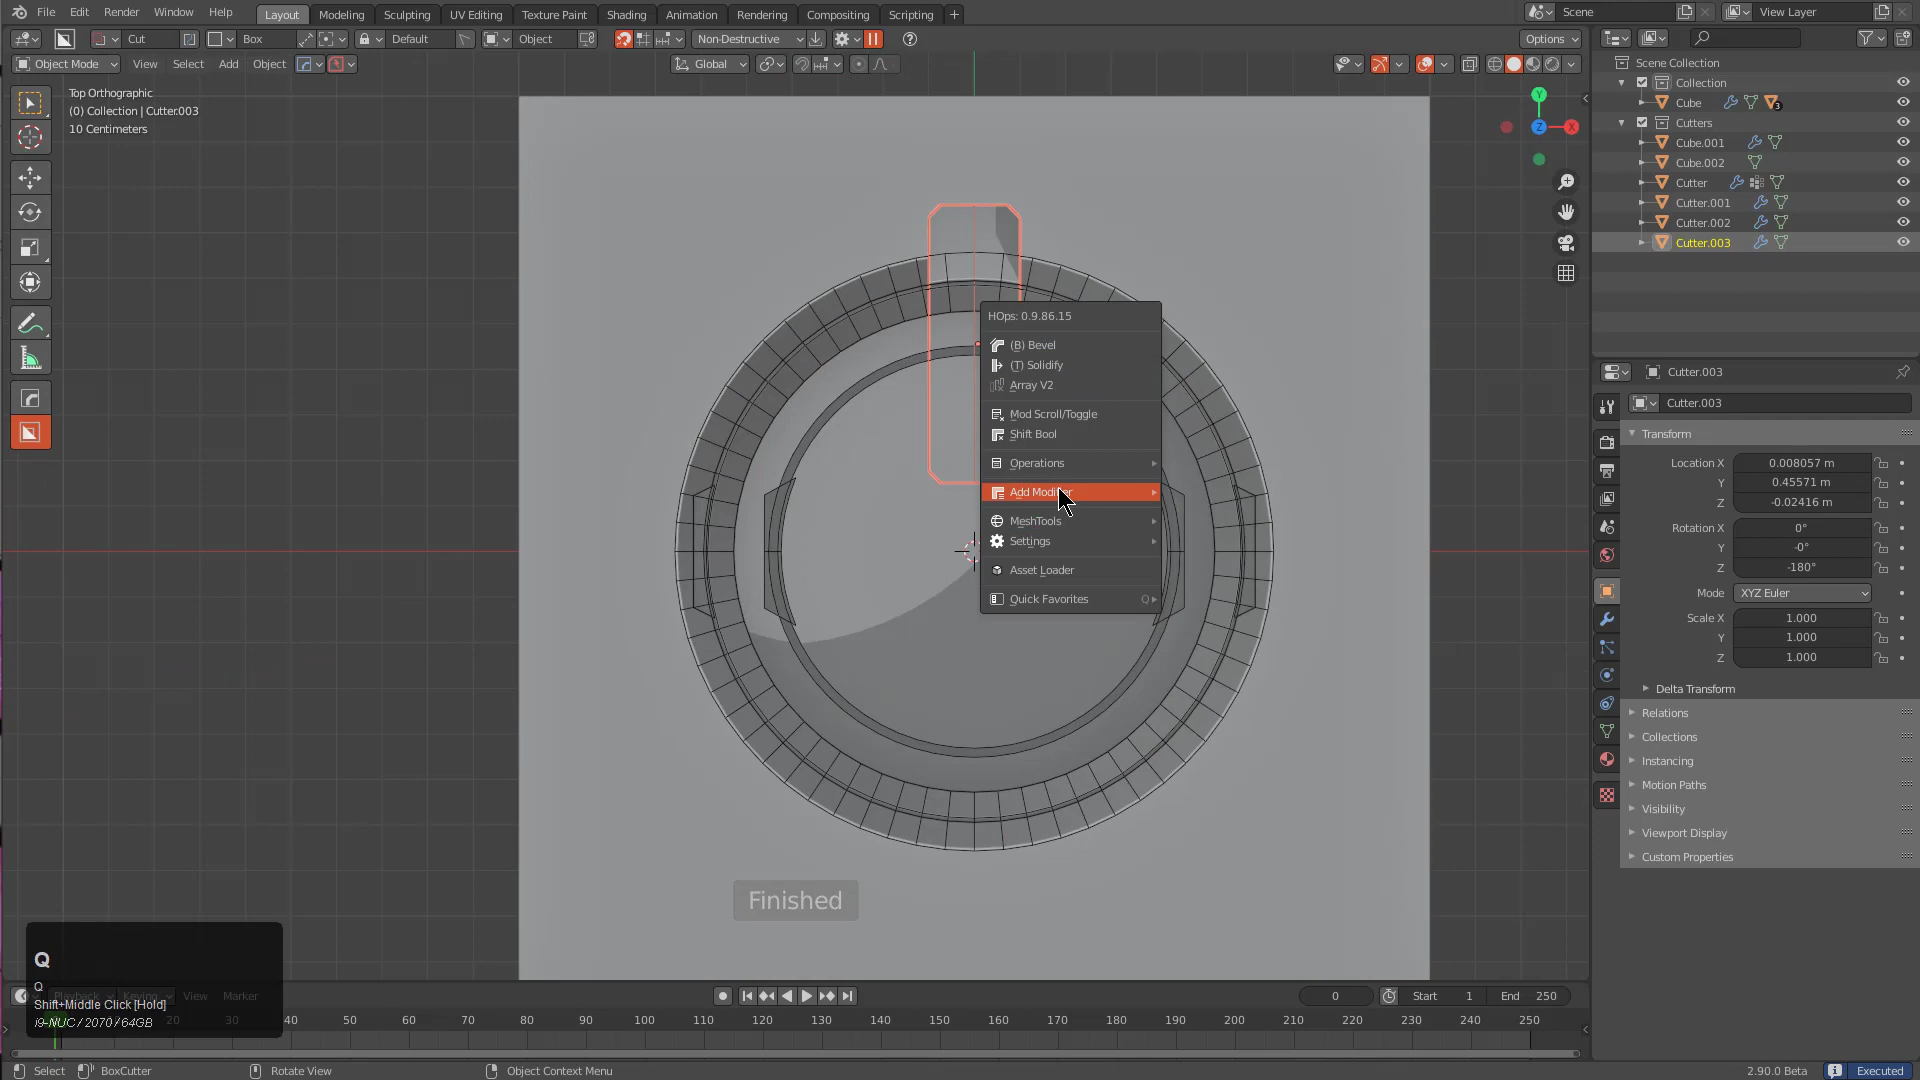 File Edit Render Window Help Layout Modeling Sculpting UV Editing Texture Paint Shading Animation Rendering Compositing Scripting Scene View Layer
Cut Box Default Object Non-Destructive Options
Object Mode View Select Add Object Global
Top Orthographic
(0) Collection | Cutter.003
10 Centimeters
Y
Z
X
HOps: 0.9.86.15
(B) Bevel
(T) Solidify
Array V2
Mod Scroll/Toggle
Shift Bool
Operations
Add Modifier
MeshTools
Settings
Asset Loader
Quick Favorites Q
Finished
Scene Collection
Collection
Cube 3
Cutters
Cube.001
Cube.002
Cutter
Cutter.001
Cutter.002
Cutter.003
Cutter.003
Cutter.003
Transform
Location X 0.008057 m
Y 0.45571 m
Z -0.02416 m
Rotation X 0°
Y -0°
Z -180°
Mode XYZ Euler
Scale X 1.000
Y 1.000
Z 1.000
Delta Transform
Relations
Collections
Instancing
Motion Paths
Visibility
Viewport Display
Custom Properties
Q
Q
Shift+Middle Click [Hold]
i9-NUC / 2070 / 64GB
Playback Keying View Marker 0 Start 1 End 250
20 30 40 50 60 70 80 90 100 110 120 130 140 150 160 170 180 190 200 210 220 230 240 250
Select BoxCutter Rotate View Object Context Menu 2.90.0 Beta Executed